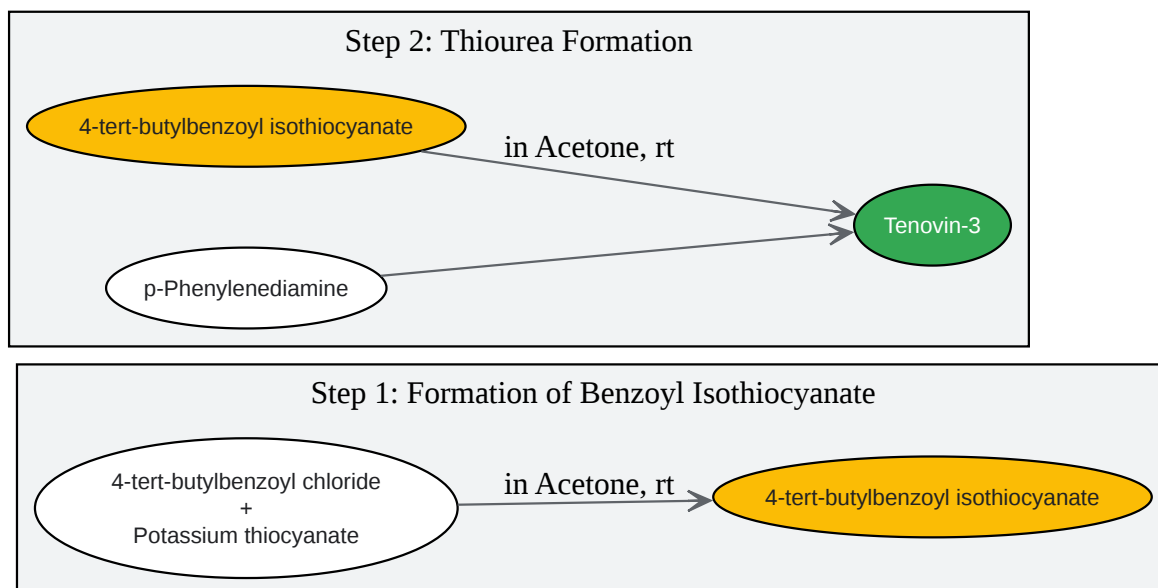 Step 2: Thiourea Formation
4-tert-butylbenzoyl isothiocyanate
in Acetone, rt
Tenovin-3
p-Phenylenediamine
Step 1: Formation of Benzoyl Isothiocyanate
4-tert-butylbenzoyl chloride
+
Potassium thiocyanate
in Acetone, rt
4-tert-butylbenzoyl isothiocyanate